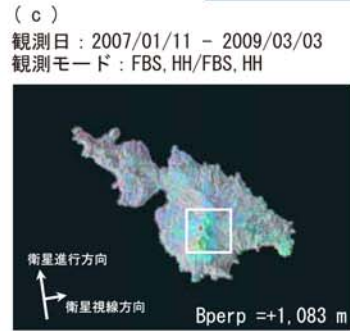 (c)
観測日：2007/01/11 - 2009/03/03
観測モード：FBS,HH/FBS,HH
衛星進行方向
衛星視線方向
Bperp =+1,083 m